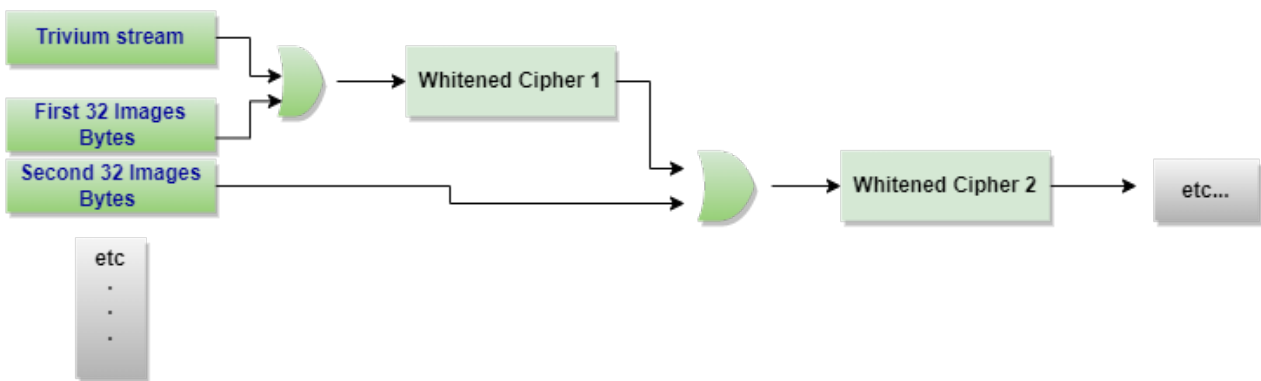 Trivium stream
First 32 Images
Bytes
Second 32 Images
Bytes
etc
.
.
.
Whitened Cipher 1
Whitened Cipher 2
etc...